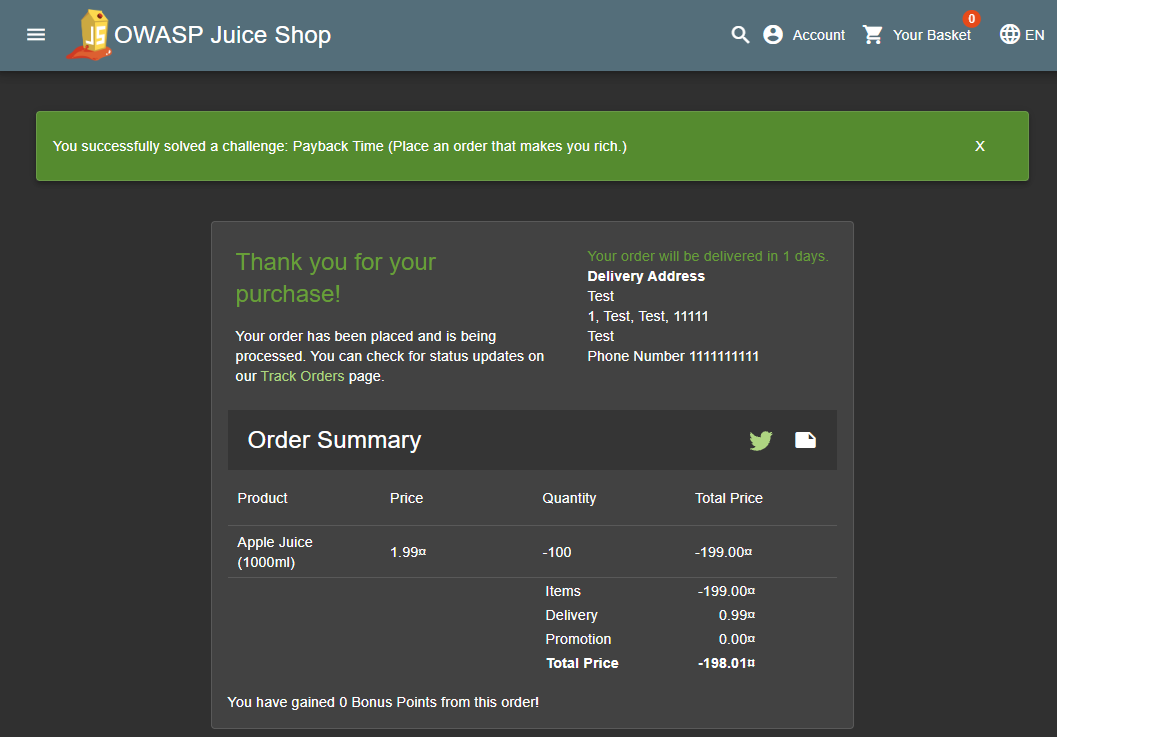 JS OWASP Juice Shop Account 0 Your Basket EN
You successfully solved a challenge: Payback Time (Place an order that makes you rich.) X
Thank you for your
purchase!
Your order has been placed and is being
processed. You can check for status updates on
our Track Orders page.
Your order will be delivered in 1 days.
Delivery Address
Test
1, Test, Test, 11111
Test
Phone Number 1111111111
Order Summary
Product Price Quantity Total Price
Apple Juice
(1000ml) 1.99¤ -100 -199.00¤
Items -199.00¤
Delivery 0.99¤
Promotion 0.00¤
Total Price -198.01¤
You have gained 0 Bonus Points from this order!